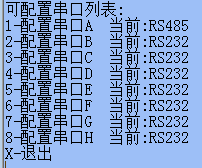 可配置串口列表:
1-配置串口A  当前:RS485
2-配置串口B  当前:RS232
3-配置串口C  当前:RS232
4-配置串口D  当前:RS232
5-配置串口E  当前:RS232
6-配置串口F  当前:RS232
7-配置串口G  当前:RS232
8-配置串口H  当前:RS232
X-退出